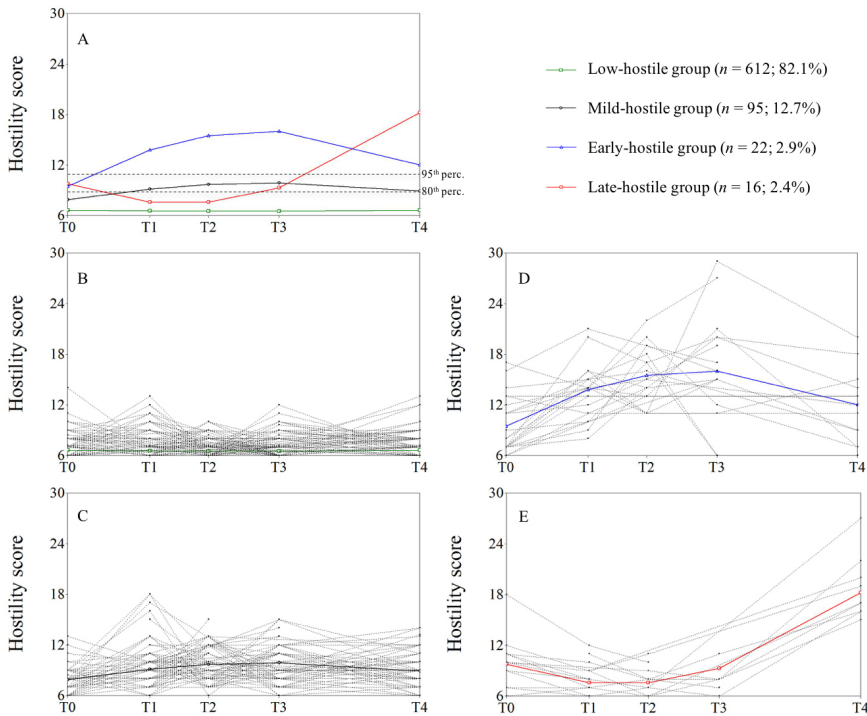 30
A
24
18
12
6
Hostility score
95th perc.
80th perc.
T0 T1 T2 T3 T4
Low-hostile group (n = 612; 82.1%)
Mild-hostile group (n = 95; 12.7%)
Early-hostile group (n = 22; 2.9%)
Late-hostile group (n = 16; 2.4%)
30
B
24
18
12
6
Hostility score
T0 T1 T2 T3 T4
30
D
24
18
12
6
Hostility score
T0 T1 T2 T3 T4
30
C
24
18
12
6
Hostility score
T0 T1 T2 T3 T4
30
E
24
18
12
6
Hostility score
T0 T1 T2 T3 T4